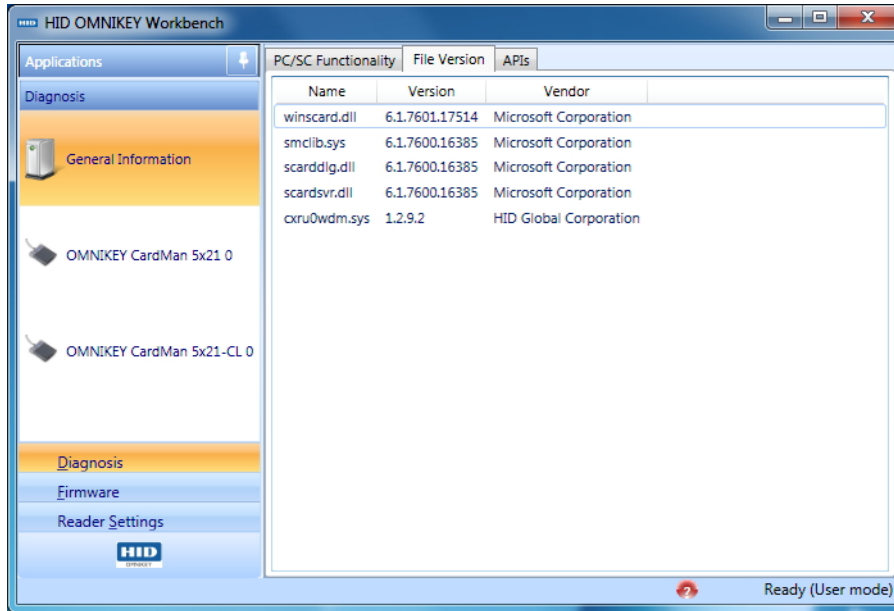 HID OMNIKEY Workbench
Applications
Diagnosis
General Information
OMNIKEY CardMan 5x21 0
OMNIKEY CardMan 5x21-CL 0
Diagnosis
Firmware
Reader Settings
HID
OMNIKEY
PC/SC Functionality File Version APIs
Name Version Vendor
winscard.dll 6.1.7601.17514 Microsoft Corporation
smclib.sys 6.1.7600.16385 Microsoft Corporation
scarddlg.dll 6.1.7600.16385 Microsoft Corporation
scardsvr.dll 6.1.7600.16385 Microsoft Corporation
cxru0wdm.sys 1.2.9.2 HID Global Corporation
Ready (User mode)